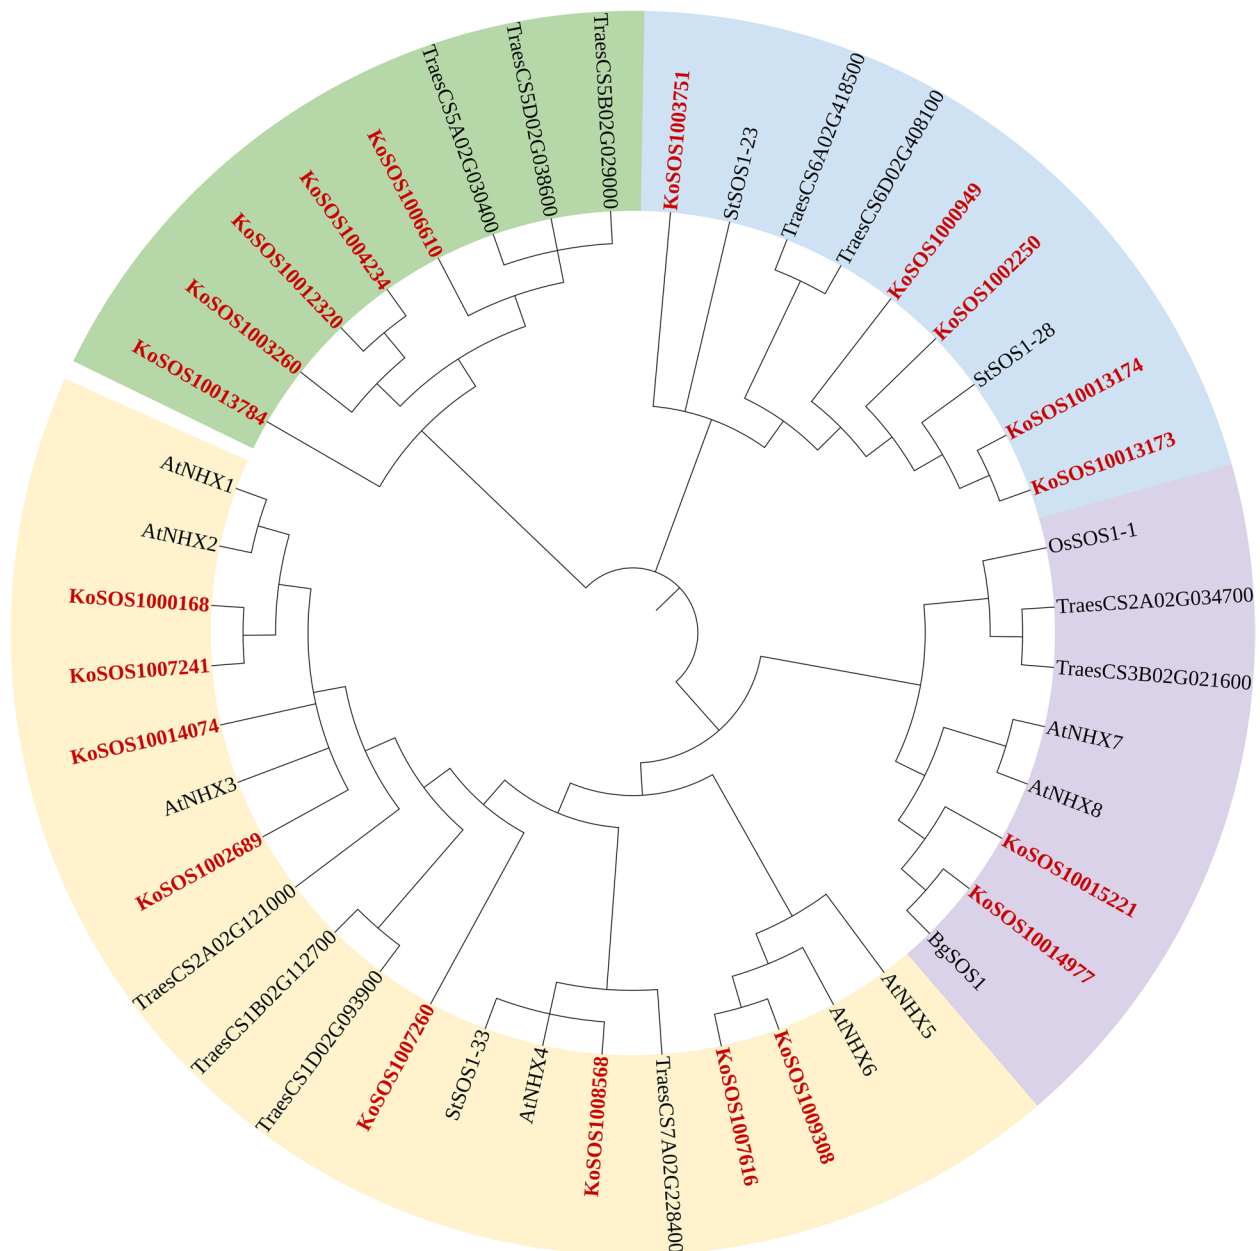 KoSOS1003751
StSOS1-23
TraesCS6A02G418500
TraesCS6D02G408100
KoSOS1000949
KoSOS1002250
StSOS1-28
KoSOS10013174
KoSOS10013173
OsSOS1-1
TraesCS2A02G034700
TraesCS3B02G021600
AtNHX7
AtNHX8
KoSOS10015221
KoSOS10014977
BgSOS1
AtNHX5
AtNHX6
KoSOS1009308
KoSOS1007616
TraesCS7A02G228400
KoSOS1008568
AtNHX4
StSOS1-33
KoSOS1007260
TraesCS1D02G093900
TraesCS1B02G112700
TraesCS2A02G121000
KoSOS1002689
AtNHX3
KoSOS10014074
KoSOS1007241
KoSOS1000168
AtNHX2
AtNHX1
KoSOS10013784
KoSOS1003260
KoSOS10012320
KoSOS1004234
KoSOS1006610
TraesCS5A02G030400
TraesCS5D02G038600
TraesCS5B02G029000